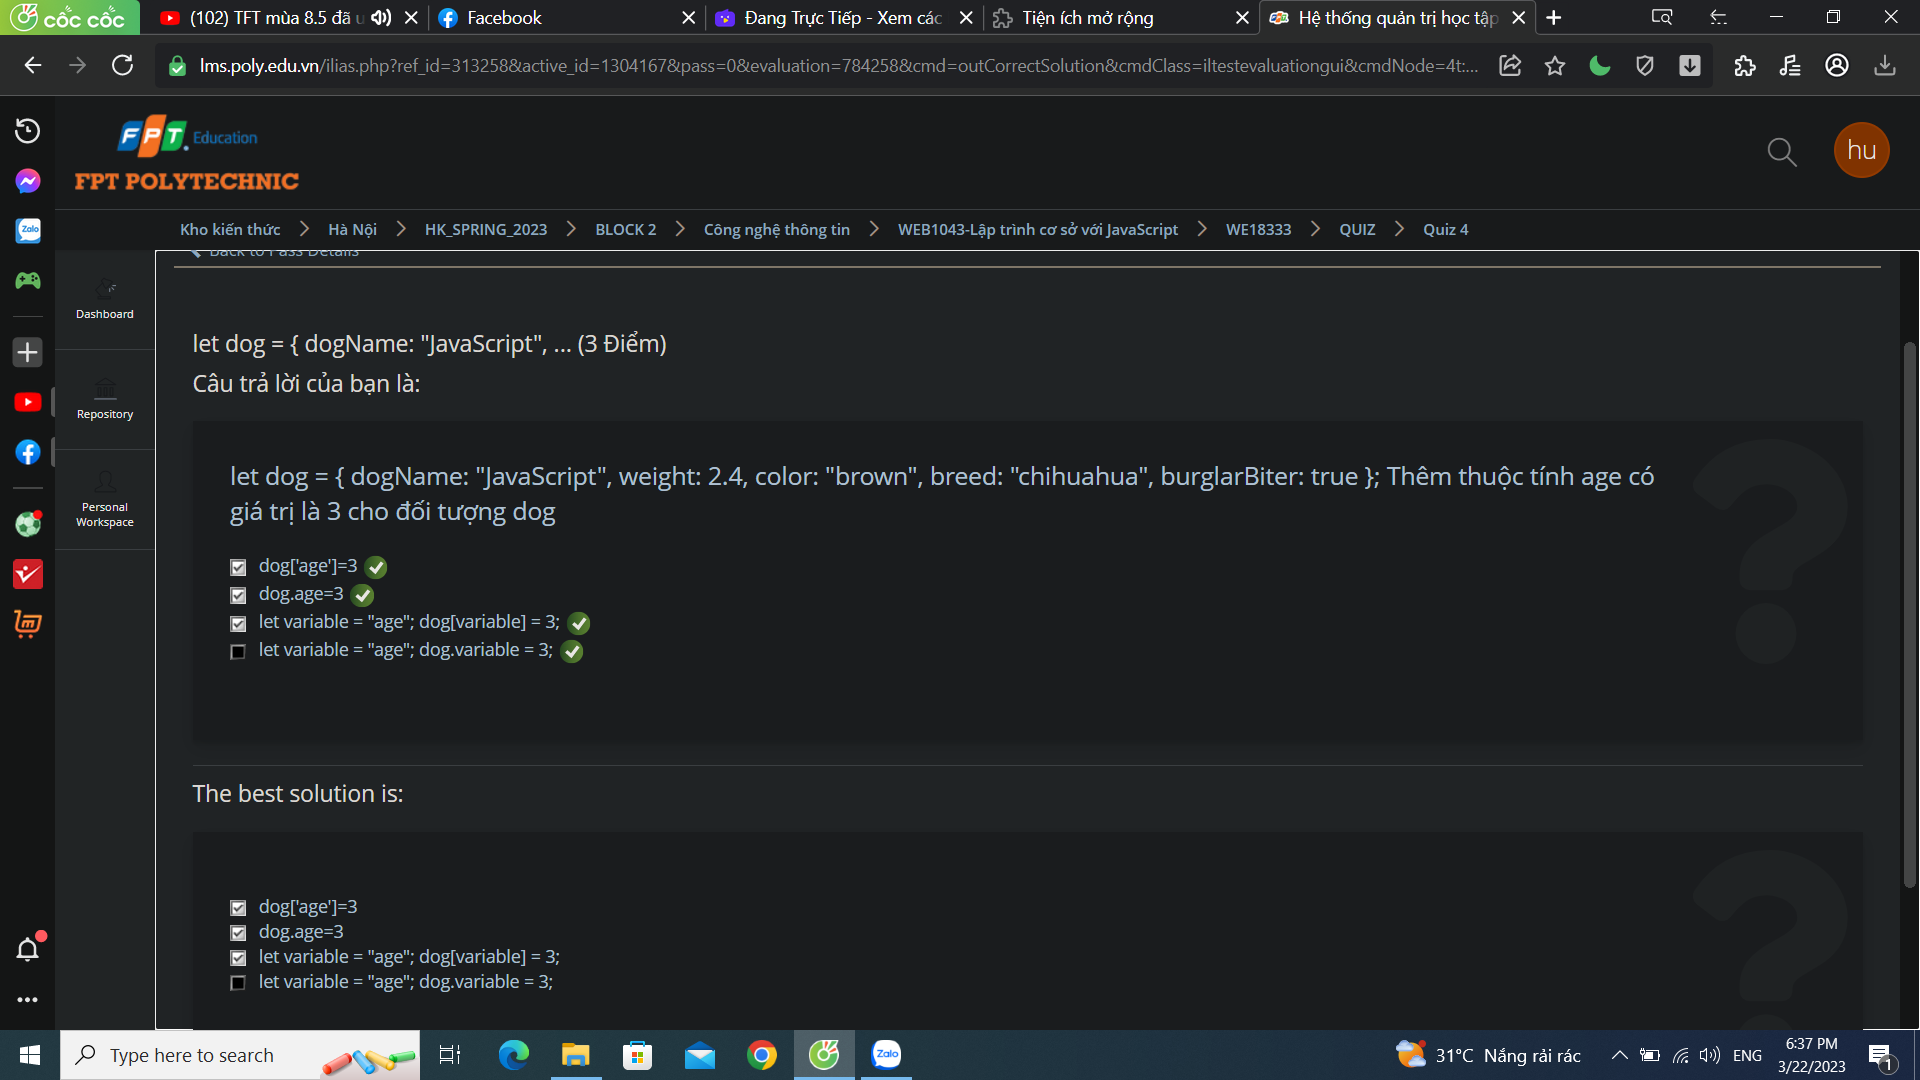 cốc cốc
(102) TFT mùa 8.5 đã u
Facebook
Đang Trực Tiếp - Xem các
Tiện ích mở rộng
Hệ thống quản trị học tập
lms.poly.edu.vn/ilias.php?ref_id=313258&active_id=1304167&pass=0&evaluation=784258&cmd=outCorrectSolution&cmdClass=iltestevaluationgui&cmdNode=4t:...
FPT. Education
FPT POLYTECHNIC
hu
Kho kiến thức > Hà Nội > HK_SPRING_2023 > BLOCK 2 > Công nghệ thông tin > WEB1043-Lập trình cơ sở với JavaScript > WE18333 > QUIZ > Quiz 4
Back to Pass Details
Dashboard
Repository
Personal
Workspace
Zalo
let dog = { dogName: "JavaScript", ... (3 Điểm)
Câu trả lời của bạn là:
let dog = { dogName: "JavaScript", weight: 2.4, color: "brown", breed: "chihuahua", burglarBiter: true }; Thêm thuộc tính age có
giá trị là 3 cho đối tượng dog
dog['age']=3
dog.age=3
let variable = "age"; dog[variable] = 3;
let variable = "age"; dog.variable = 3;
The best solution is:
dog['age']=3
dog.age=3
let variable = "age"; dog[variable] = 3;
let variable = "age"; dog.variable = 3;
Type here to search
Zalo
31°C Nắng rải rác
ENG
6:37 PM
3/22/2023
1